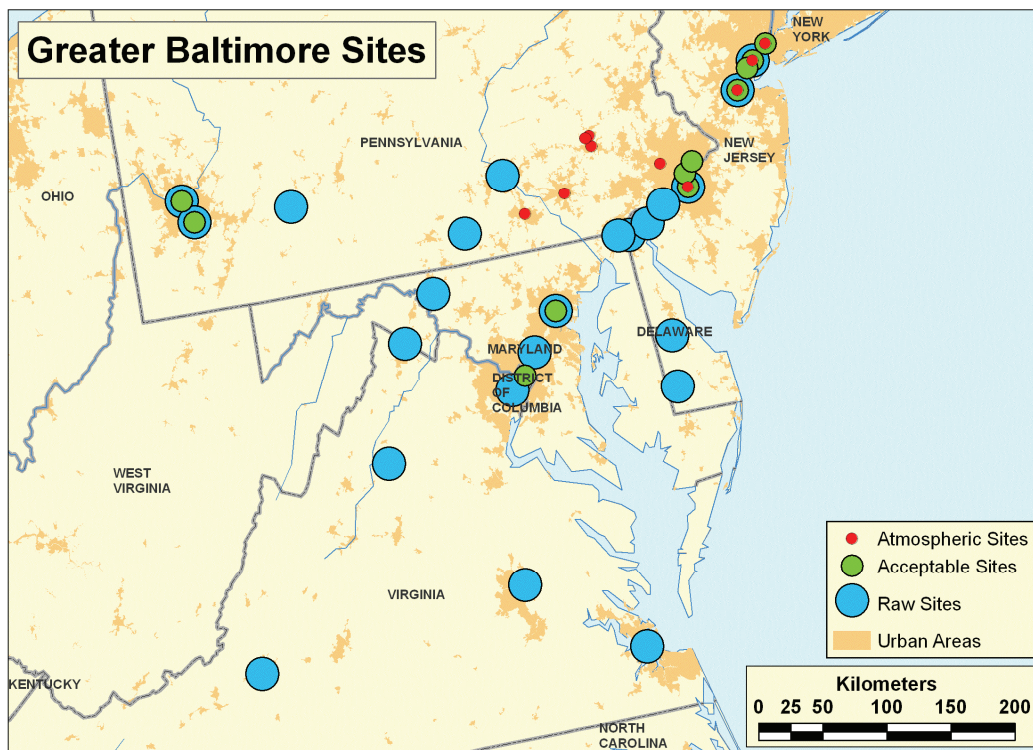 Greater Baltimore Sites
NEW
YORK
PENNSYLVANIA
NEW
JERSEY
OHIO
DELAWARE
MARYLAND
DISTRICT
OF
COLUMBIA
WEST
VIRGINIA
VIRGINIA
KENTUCKY
NORTH
CAROLINA
Atmospheric Sites
Acceptable Sites
Raw Sites
Urban Areas
Kilometers
0 25 50 100 150 200